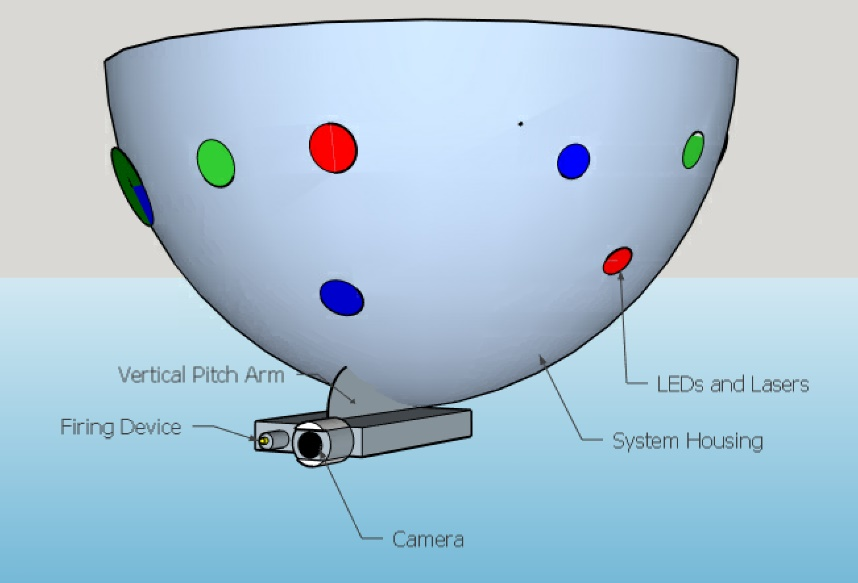 Vertical Pitch Arm
LEDs and Lasers
Firing Device
System Housing
Camera